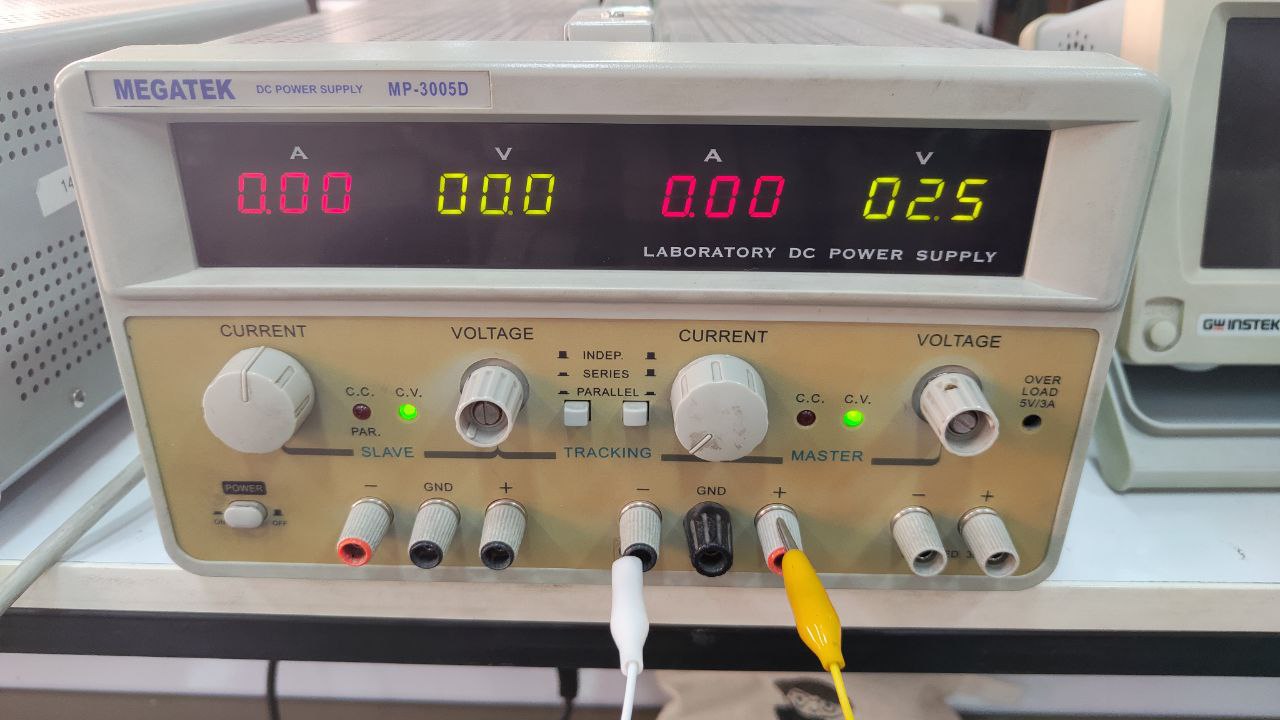 MEGATEK DC POWER SUPPLY MP-3005D
A V A V
0.00 00.0 0.00 02.5
LABORATORY DC POWER SUPPLY
14
GW INSTEK
CURRENT VOLTAGE CURRENT VOLTAGE
INDEP.
SERIES
PARALLEL
C.C. C.V. C.C. C.V.
PAR.
OVER
LOAD
5V/3A
SLAVE TRACKING MASTER
POWER
OFF
− GND + − GND + − +